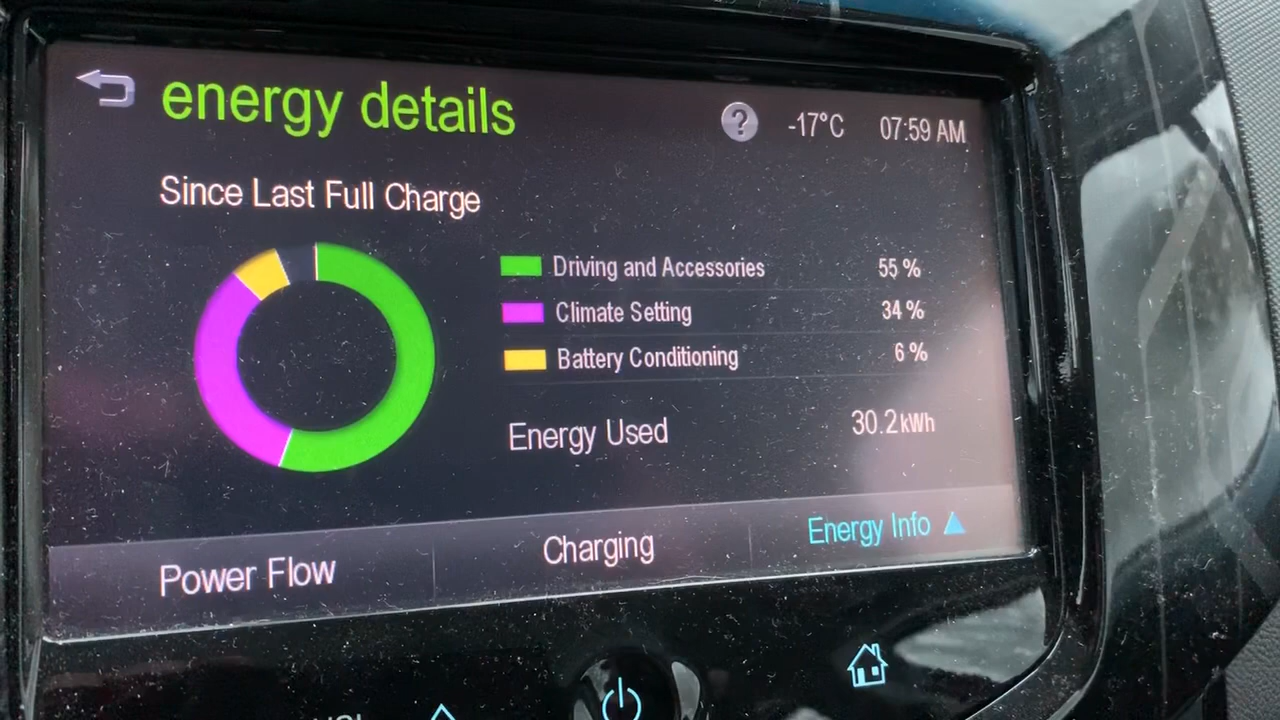 energy details
? -17°C 07:59 AM
Since Last Full Charge
Driving and Accessories 55 %
Climate Setting 34 %
Battery Conditioning 6 %
Energy Used 30.2 kWh
Power Flow Charging Energy Info